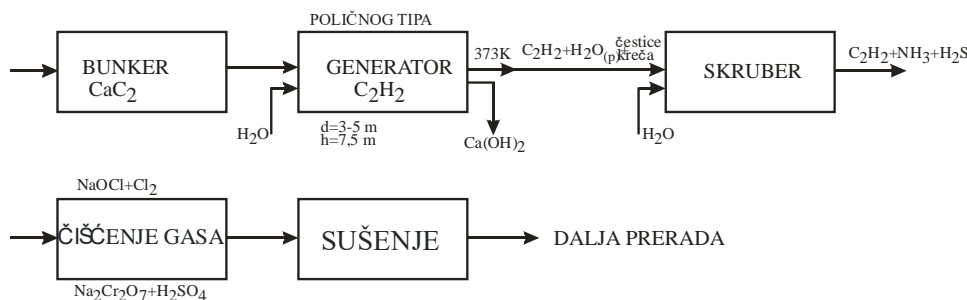 POLIČNOG TIPA
BUNKER
CaC2
GENERATOR
C2H2
373K
C2H2+H2O(p)+
čestice
kreča
SKRUBER
C2H2+NH3+H2S
H2O
d=3-5 m
h=7,5 m
Ca(OH)2
H2O
NaOCl+Cl2
ČIŠĆENJE GASA
SUŠENJE
DALJA PRERADA
Na2Cr2O7+H2SO4